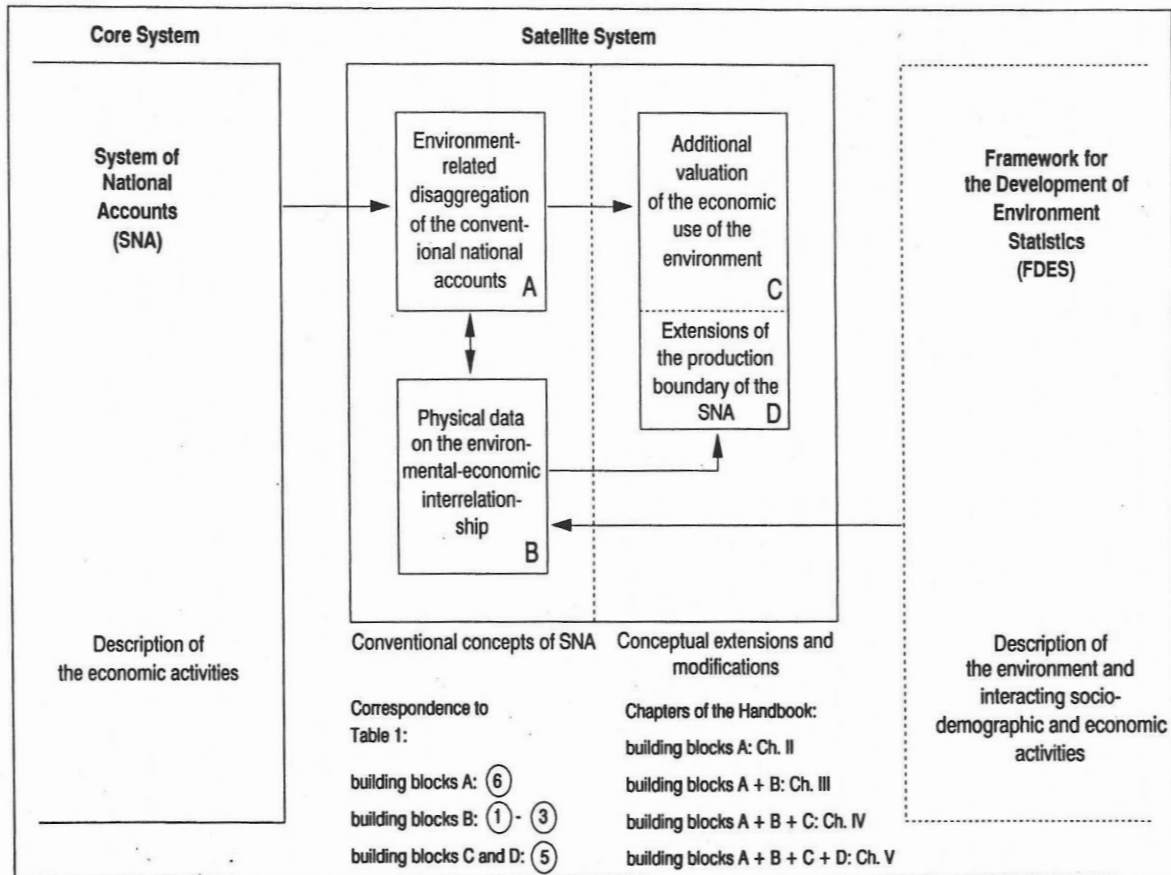 Core System
Satellite System
System of
National
Accounts
(SNA)
Description of
the economic activities
Environment-
related
disaggregation
of the convent-
ional national
accounts
A
Physical data
on the environ-
mental-economic
interrelation-
ship
B
Additional
valuation
of the economic
use of the
environment
C
Extensions of
the production
boundary of the
SNA
D
Framework for
the Development of
Environment
Statistics
(FDES)
Description of
the environment and
interacting socio-
demographic and economic
activities
Conventional concepts of SNA
Conceptual extensions and
modifications
Correspondence to
Table 1:
building blocks A: 6
building blocks B: 1 - 3
building blocks C and D: 5
Chapters of the Handbook:
building blocks A: Ch. II
building blocks A + B: Ch. III
building blocks A + B + C: Ch. IV
building blocks A + B + C + D: Ch. V